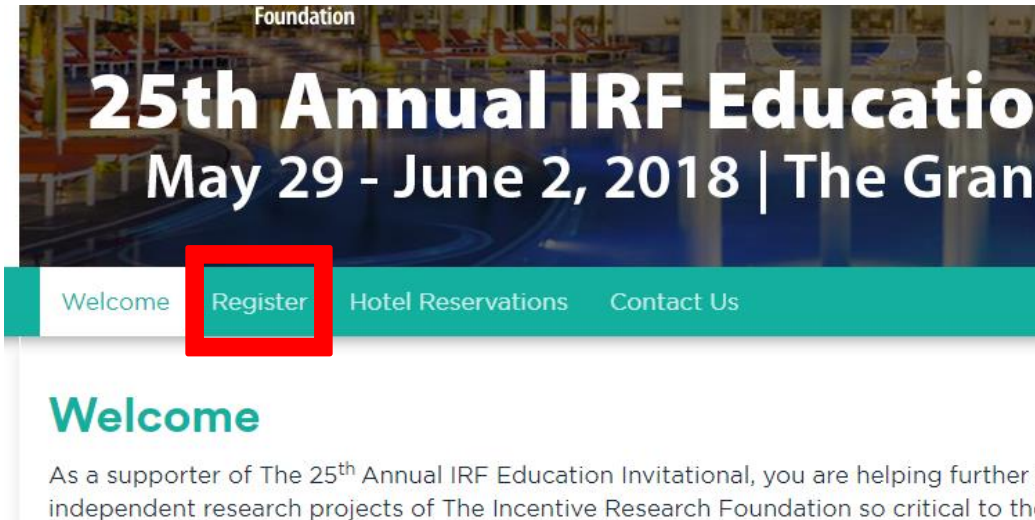 Foundation
25th Annual IRF Educatio
May 29 - June 2, 2018 | The Gran
Welcome Register Hotel Reservations Contact Us
Welcome
As a supporter of The 25th Annual IRF Education Invitational, you are helping further
independent research projects of The Incentive Research Foundation so critical to th